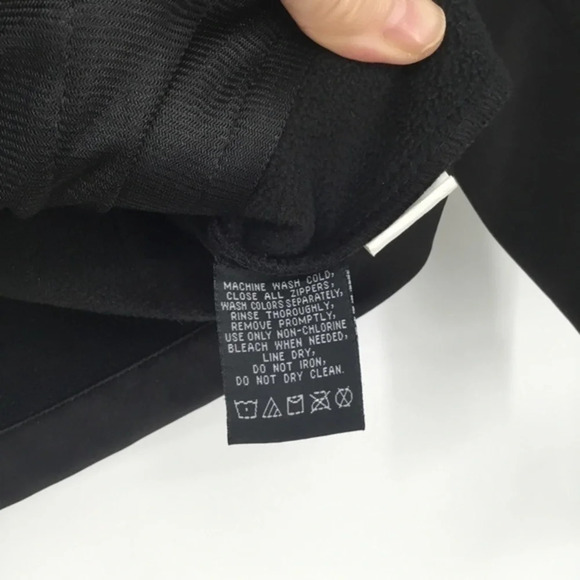 MACHINE WASH COLD,
CLOSE ALL ZIPPERS,
WASH COLORS SEPARATELY,
RINSE THOROUGHLY,
REMOVE PROMPTLY,
USE ONLY NON-CHLORINE
BLEACH WHEN NEEDED,
LINE DRY,
DO NOT IRON,
DO NOT DRY CLEAN.